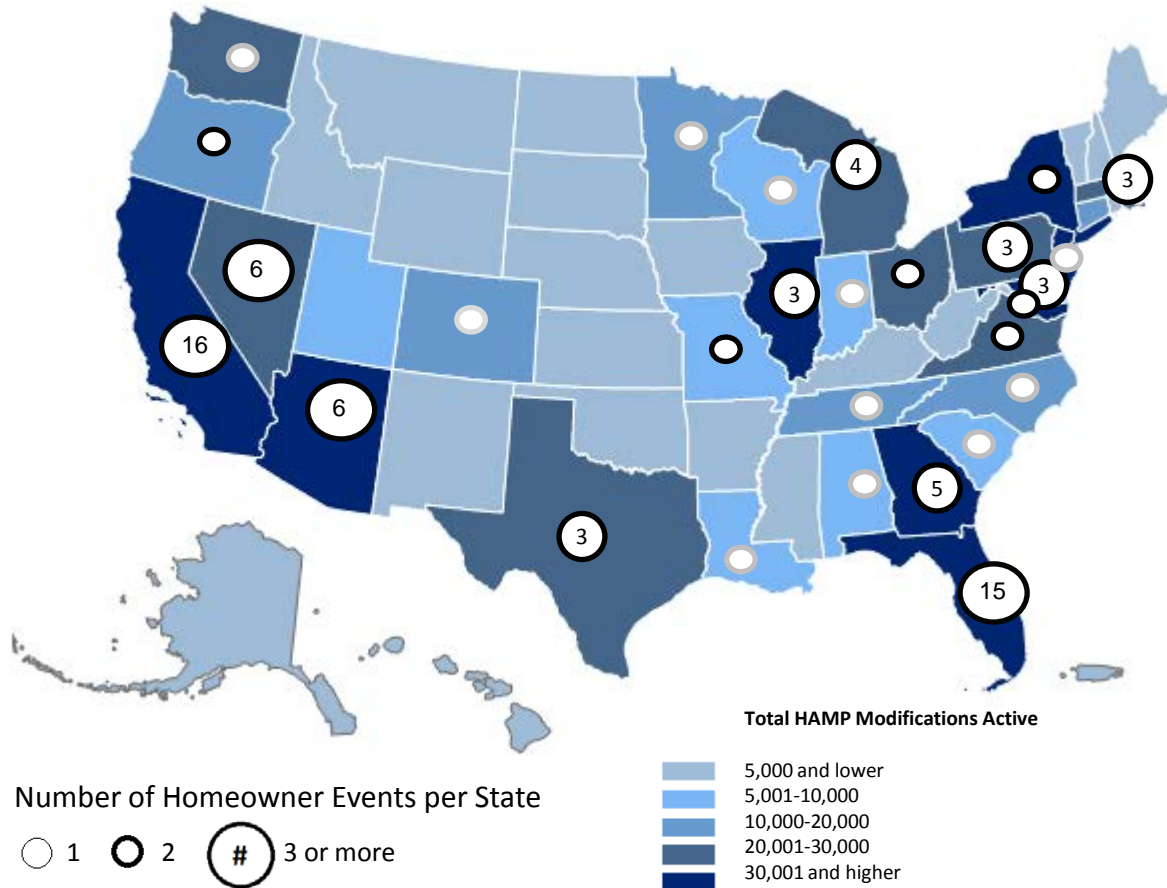 4
3
3
6
3
3
16
6
5
3
15
Total HAMP Modifications Active
5,000 and lower
5,001-10,000
10,000-20,000
20,001-30,000
30,001 and higher
Number of Homeowner Events per State
1 2 # 3 or more